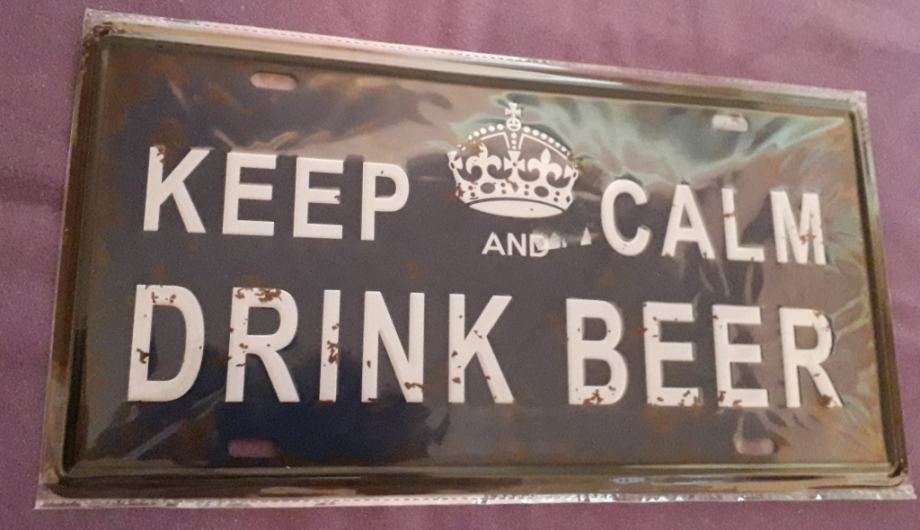 KEEP CALM
AND
DRINK BEER